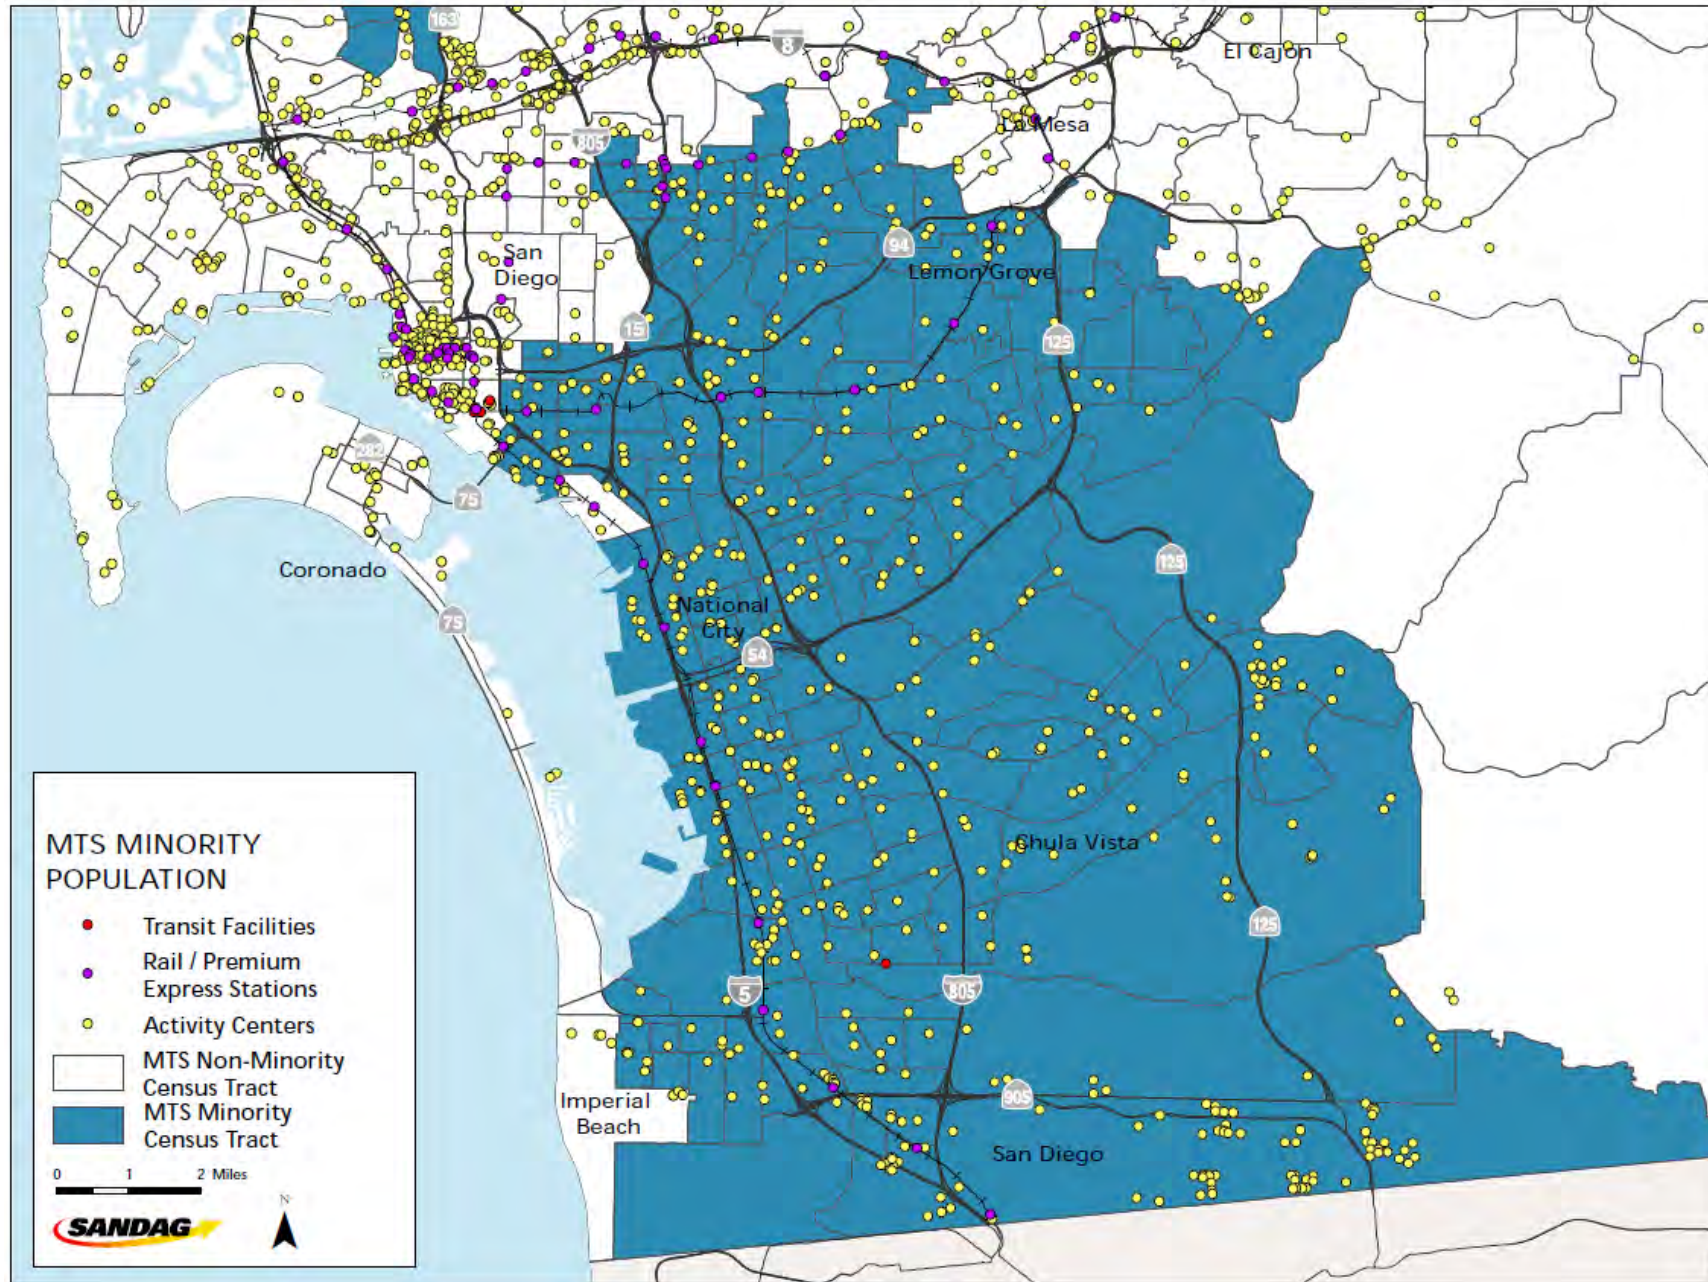 163
8
El Cajon
805
La Mesa
San
Diego
94
Lemon Grove
15
125
282
75
125
Coronado
75
National
City
54
MTS MINORITY
POPULATION
Transit Facilities
Rail / Premium
Express Stations
Activity Centers
MTS Non-Minority
Census Tract
MTS Minority
Census Tract
0 1 2 Miles
SANDAG
N
Chula Vista
125
5
805
Imperial
Beach
905
San Diego